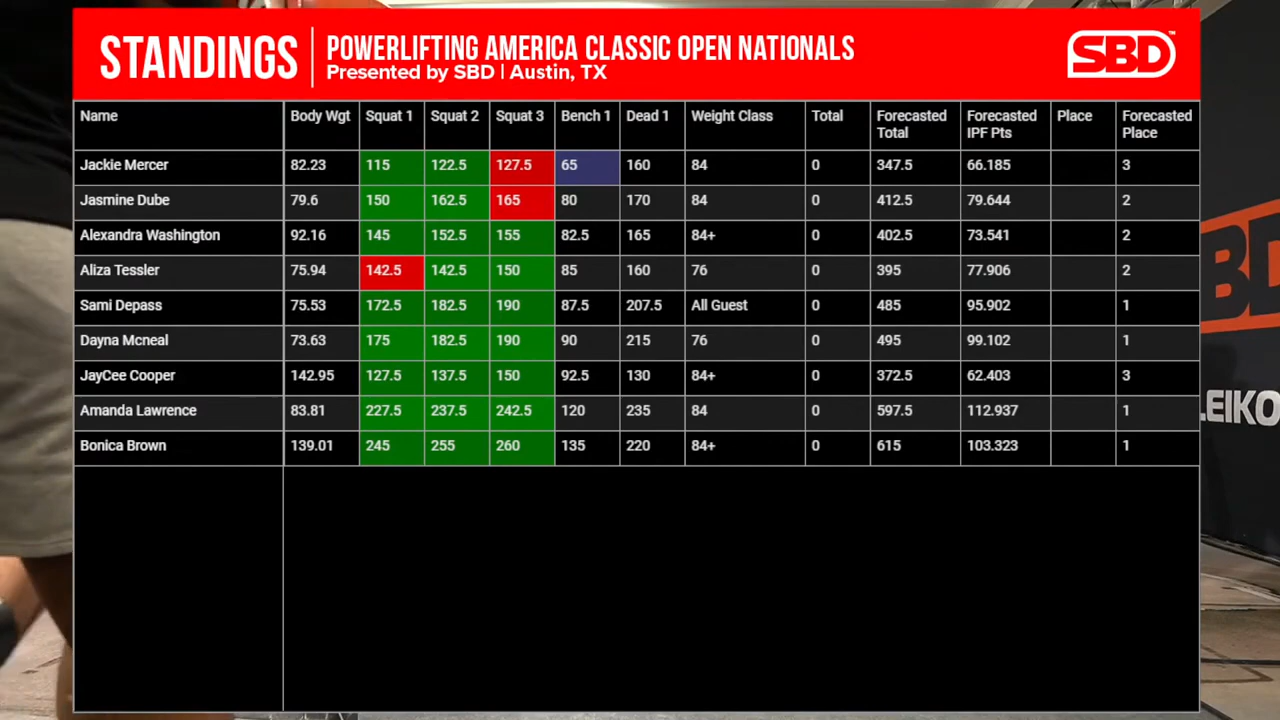 STANDINGS
POWERLIFTING AMERICA CLASSIC OPEN NATIONALS
Presented by SBD | Austin, TX
SBD™
Name Body Wgt Squat 1 Squat 2 Squat 3 Bench 1 Dead 1 Weight Class Total Forecasted Total Forecasted IPF Pts Place Forecasted Place
Jackie Mercer 82.23 115 122.5 127.5 65 160 84 0 347.5 66.185 3
Jasmine Dube 79.6 150 162.5 165 80 170 84 0 412.5 79.644 2
Alexandra Washington 92.16 145 152.5 155 82.5 165 84+ 0 402.5 73.541 2
Aliza Tessler 75.94 142.5 142.5 150 85 160 76 0 395 77.906 2
Sami Depass 75.53 172.5 182.5 190 87.5 207.5 All Guest 0 485 95.902 1
Dayna Mcneal 73.63 175 182.5 190 90 215 76 0 495 99.102 1
JayCee Cooper 142.95 127.5 137.5 150 92.5 130 84+ 0 372.5 62.403 3
Amanda Lawrence 83.81 227.5 237.5 242.5 120 235 84 0 597.5 112.937 1
Bonica Brown 139.01 245 255 260 135 220 84+ 0 615 103.323 1
BD
EIKO